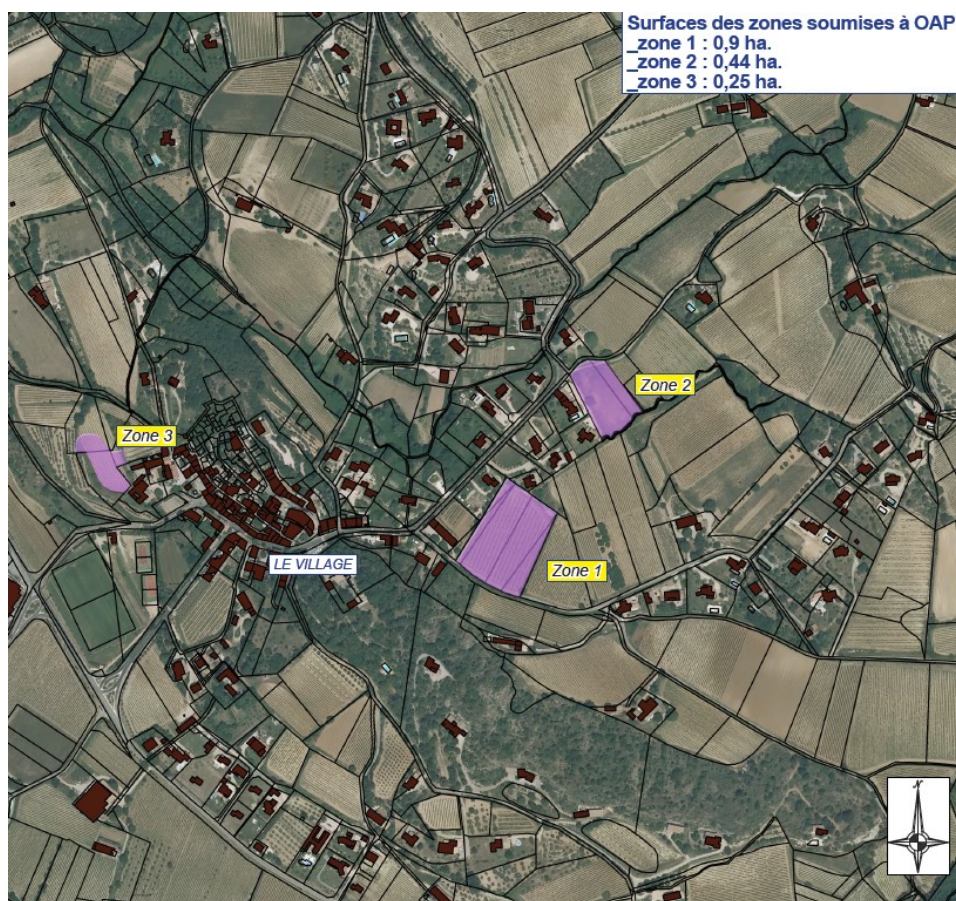 Surfaces des zones soumises à OAP
_zone 1 : 0,9 ha.
_zone 2 : 0,44 ha.
_zone 3 : 0,25 ha.
Zone 2
Zone 3
LE VILLAGE
Zone 1
N